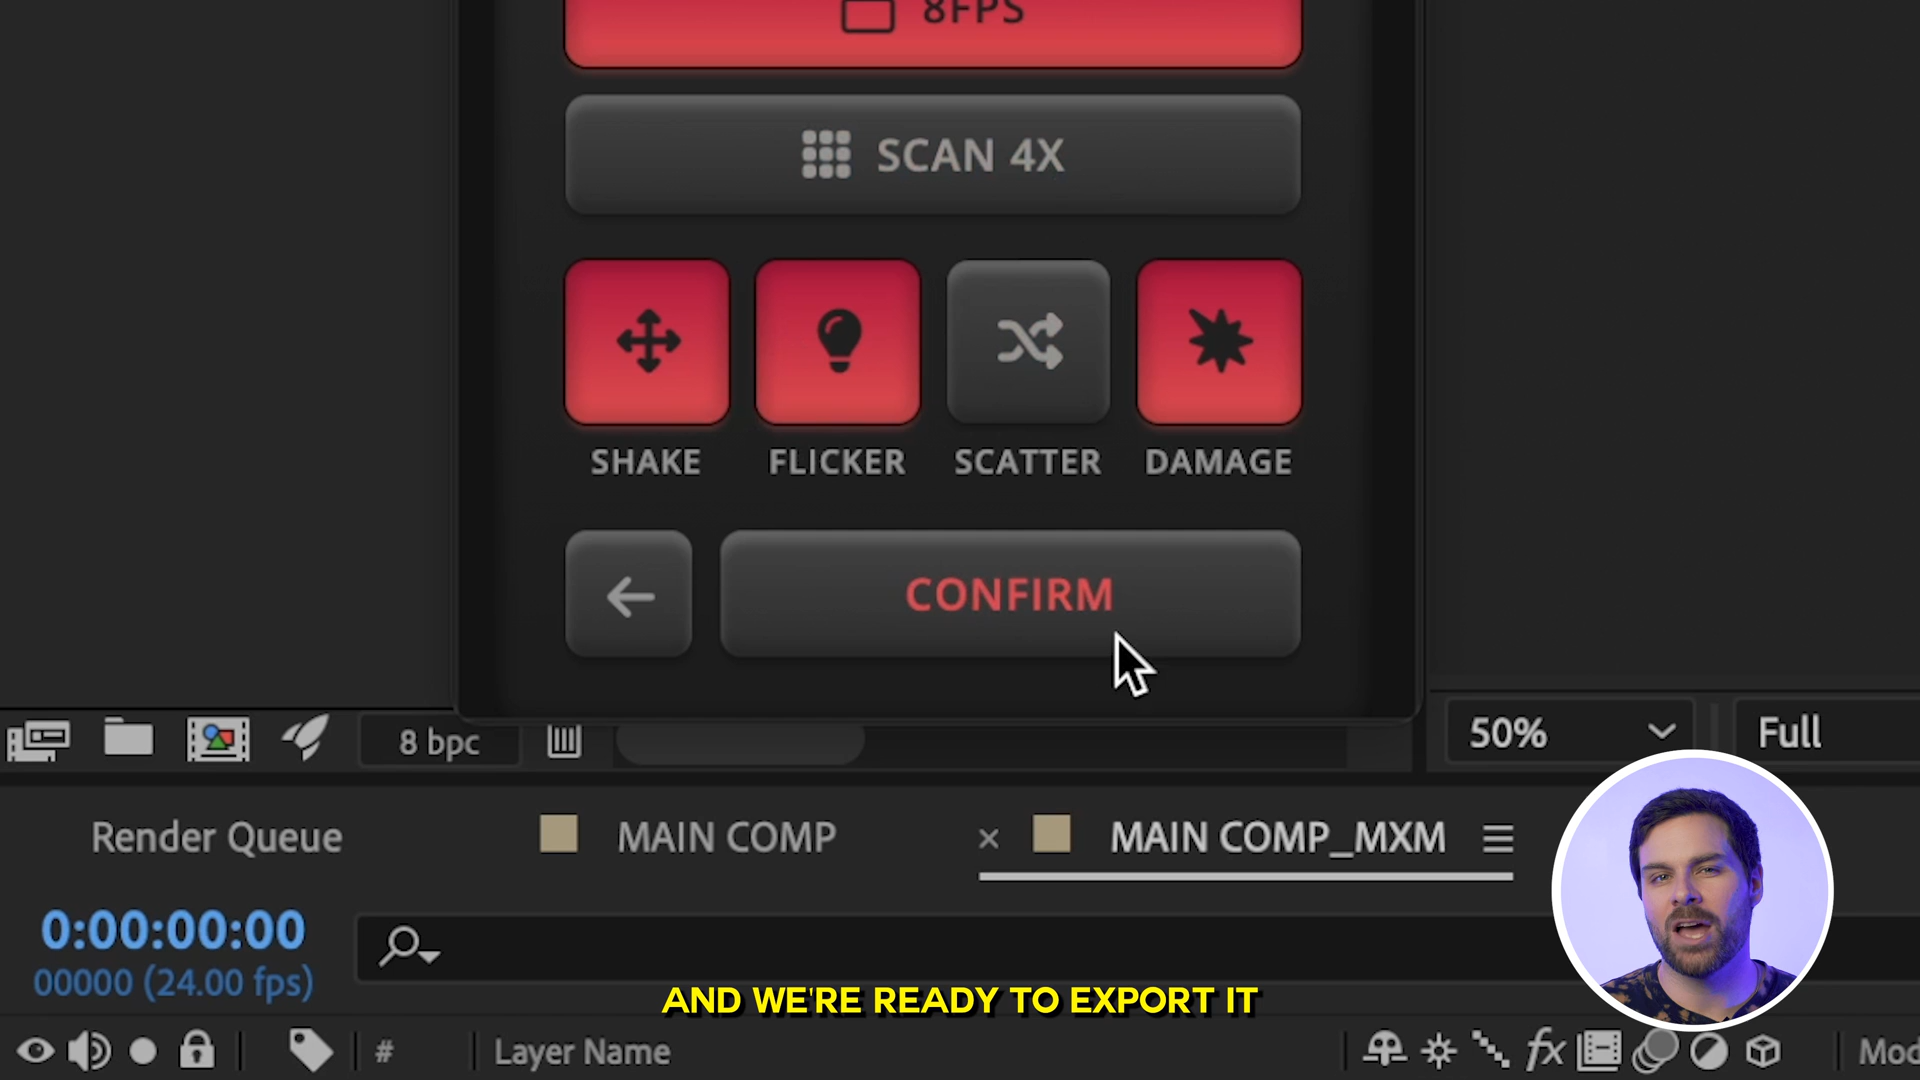 8FPS
SCAN 4X
SHAKE FLICKER SCATTER DAMAGE
CONFIRM
8 bpc
50% Full
Render Queue MAIN COMP × MAIN COMP_MXM
0:00:00:00
00000 (24.00 fps)
AND WE'RE READY TO EXPORT IT
# Layer Name